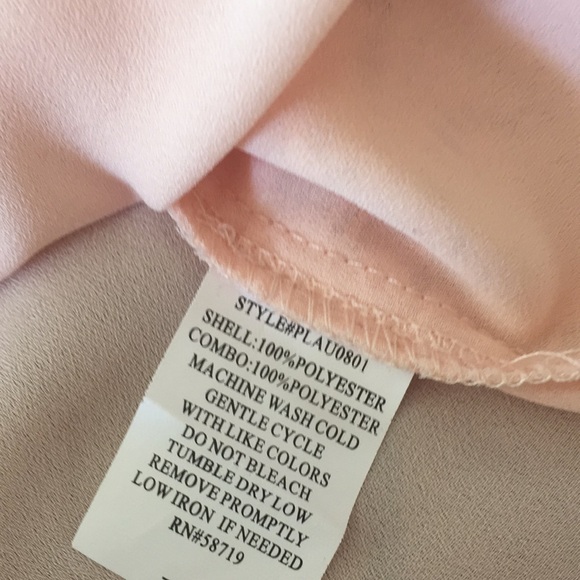 STYLE#PLAU0801
SHELL:100%POLYESTER
COMBO:100%POLYESTER
MACHINE WASH COLD
GENTLE CYCLE
WITH LIKE COLORS
DO NOT BLEACH
TUMBLE DRY LOW
REMOVE PROMPTLY
LOW IRON IF NEEDED
RN#58719